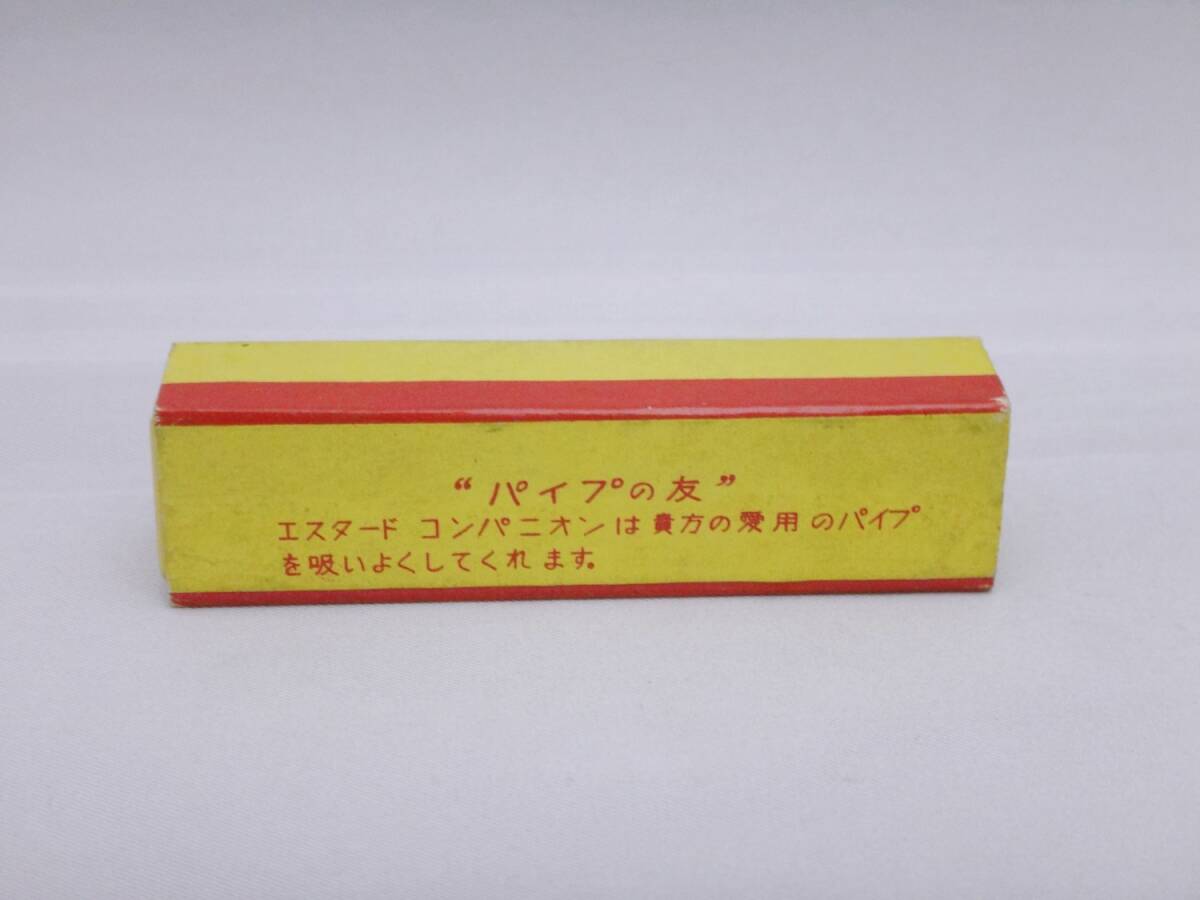 “パイプの友”
エスタード コンパニオンは貴方の愛用のパイプ
を吸いよくしてくれます。